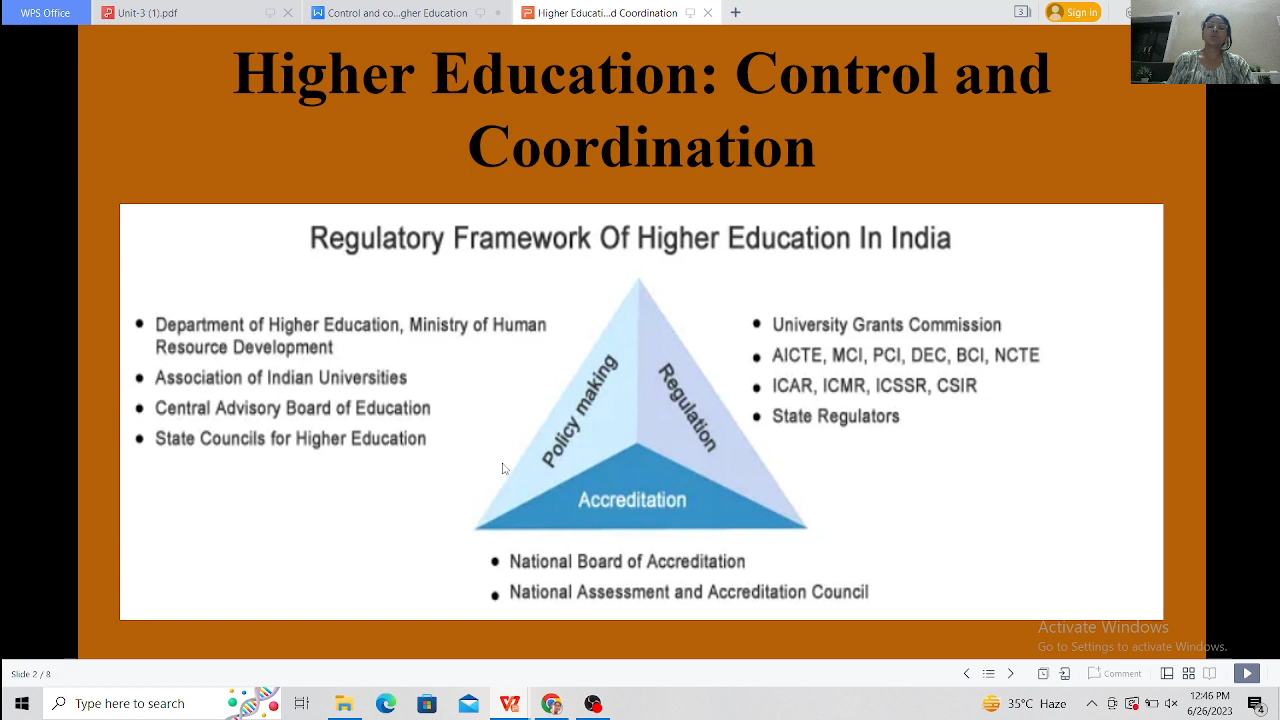 WPS Office
Unit-3 (1).pdf
Control and co...gher Education
Higher Educatio...d Coordination
+
3
Sign in
Higher Education: Control and
Coordination
Regulatory Framework Of Higher Education In India
• Department of Higher Education, Ministry of Human
Resource Development
• Association of Indian Universities
• Central Advisory Board of Education
• State Councils for Higher Education
Policy making
Regulation
• University Grants Commission
• AICTE, MCI, PCI, DEC, BCI, NCTE
• ICAR, ICMR, ICSSR, CSIR
• State Regulators
Accreditation
• National Board of Accreditation
• National Assessment and Accreditation Council
Activate Windows
Go to Settings to activate Windows.
Slide 2 / 8
Comment
Type here to search
35°C Haze
12:46 PM
6/26/2023
4